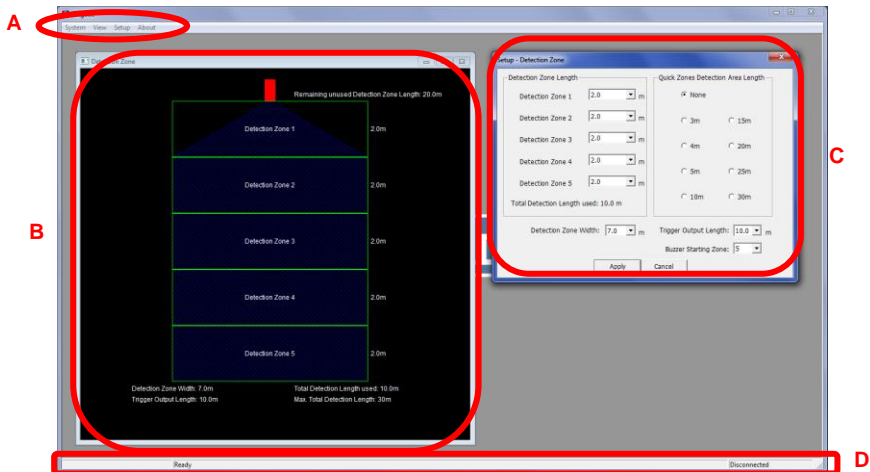 A
System View Setup About
B
Detection Zone
Remaining unused Detection Zone Length: 20.0m
Detection Zone 1 2.0m
Detection Zone 2 2.0m
Detection Zone 3 2.0m
Detection Zone 4 2.0m
Detection Zone 5 2.0m
Detection Zone Width: 7.0m Total Detection Length used: 10.0m
Trigger Output Length: 10.0m Max. Total Detection Length: 30m
C
Setup - Detection Zone
Detection Zone Length
Detection Zone 1 2.0 m
Detection Zone 2 2.0 m
Detection Zone 3 2.0 m
Detection Zone 4 2.0 m
Detection Zone 5 2.0 m
Total Detection Length used: 10.0 m
Quick Zones Detection Area Length
None
3m 15m
4m 20m
5m 25m
10m 30m
Detection Zone Width: 7.0 m Trigger Output Length: 10.0 m
Buzzer Starting Zone: 5
Apply Cancel
Ready Disconnected
D